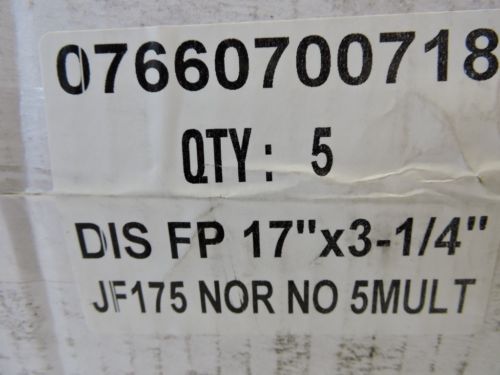 07660700718
QTY: 5
DIS FP 17"x3-1/4"
JF175 NOR NO 5MULT